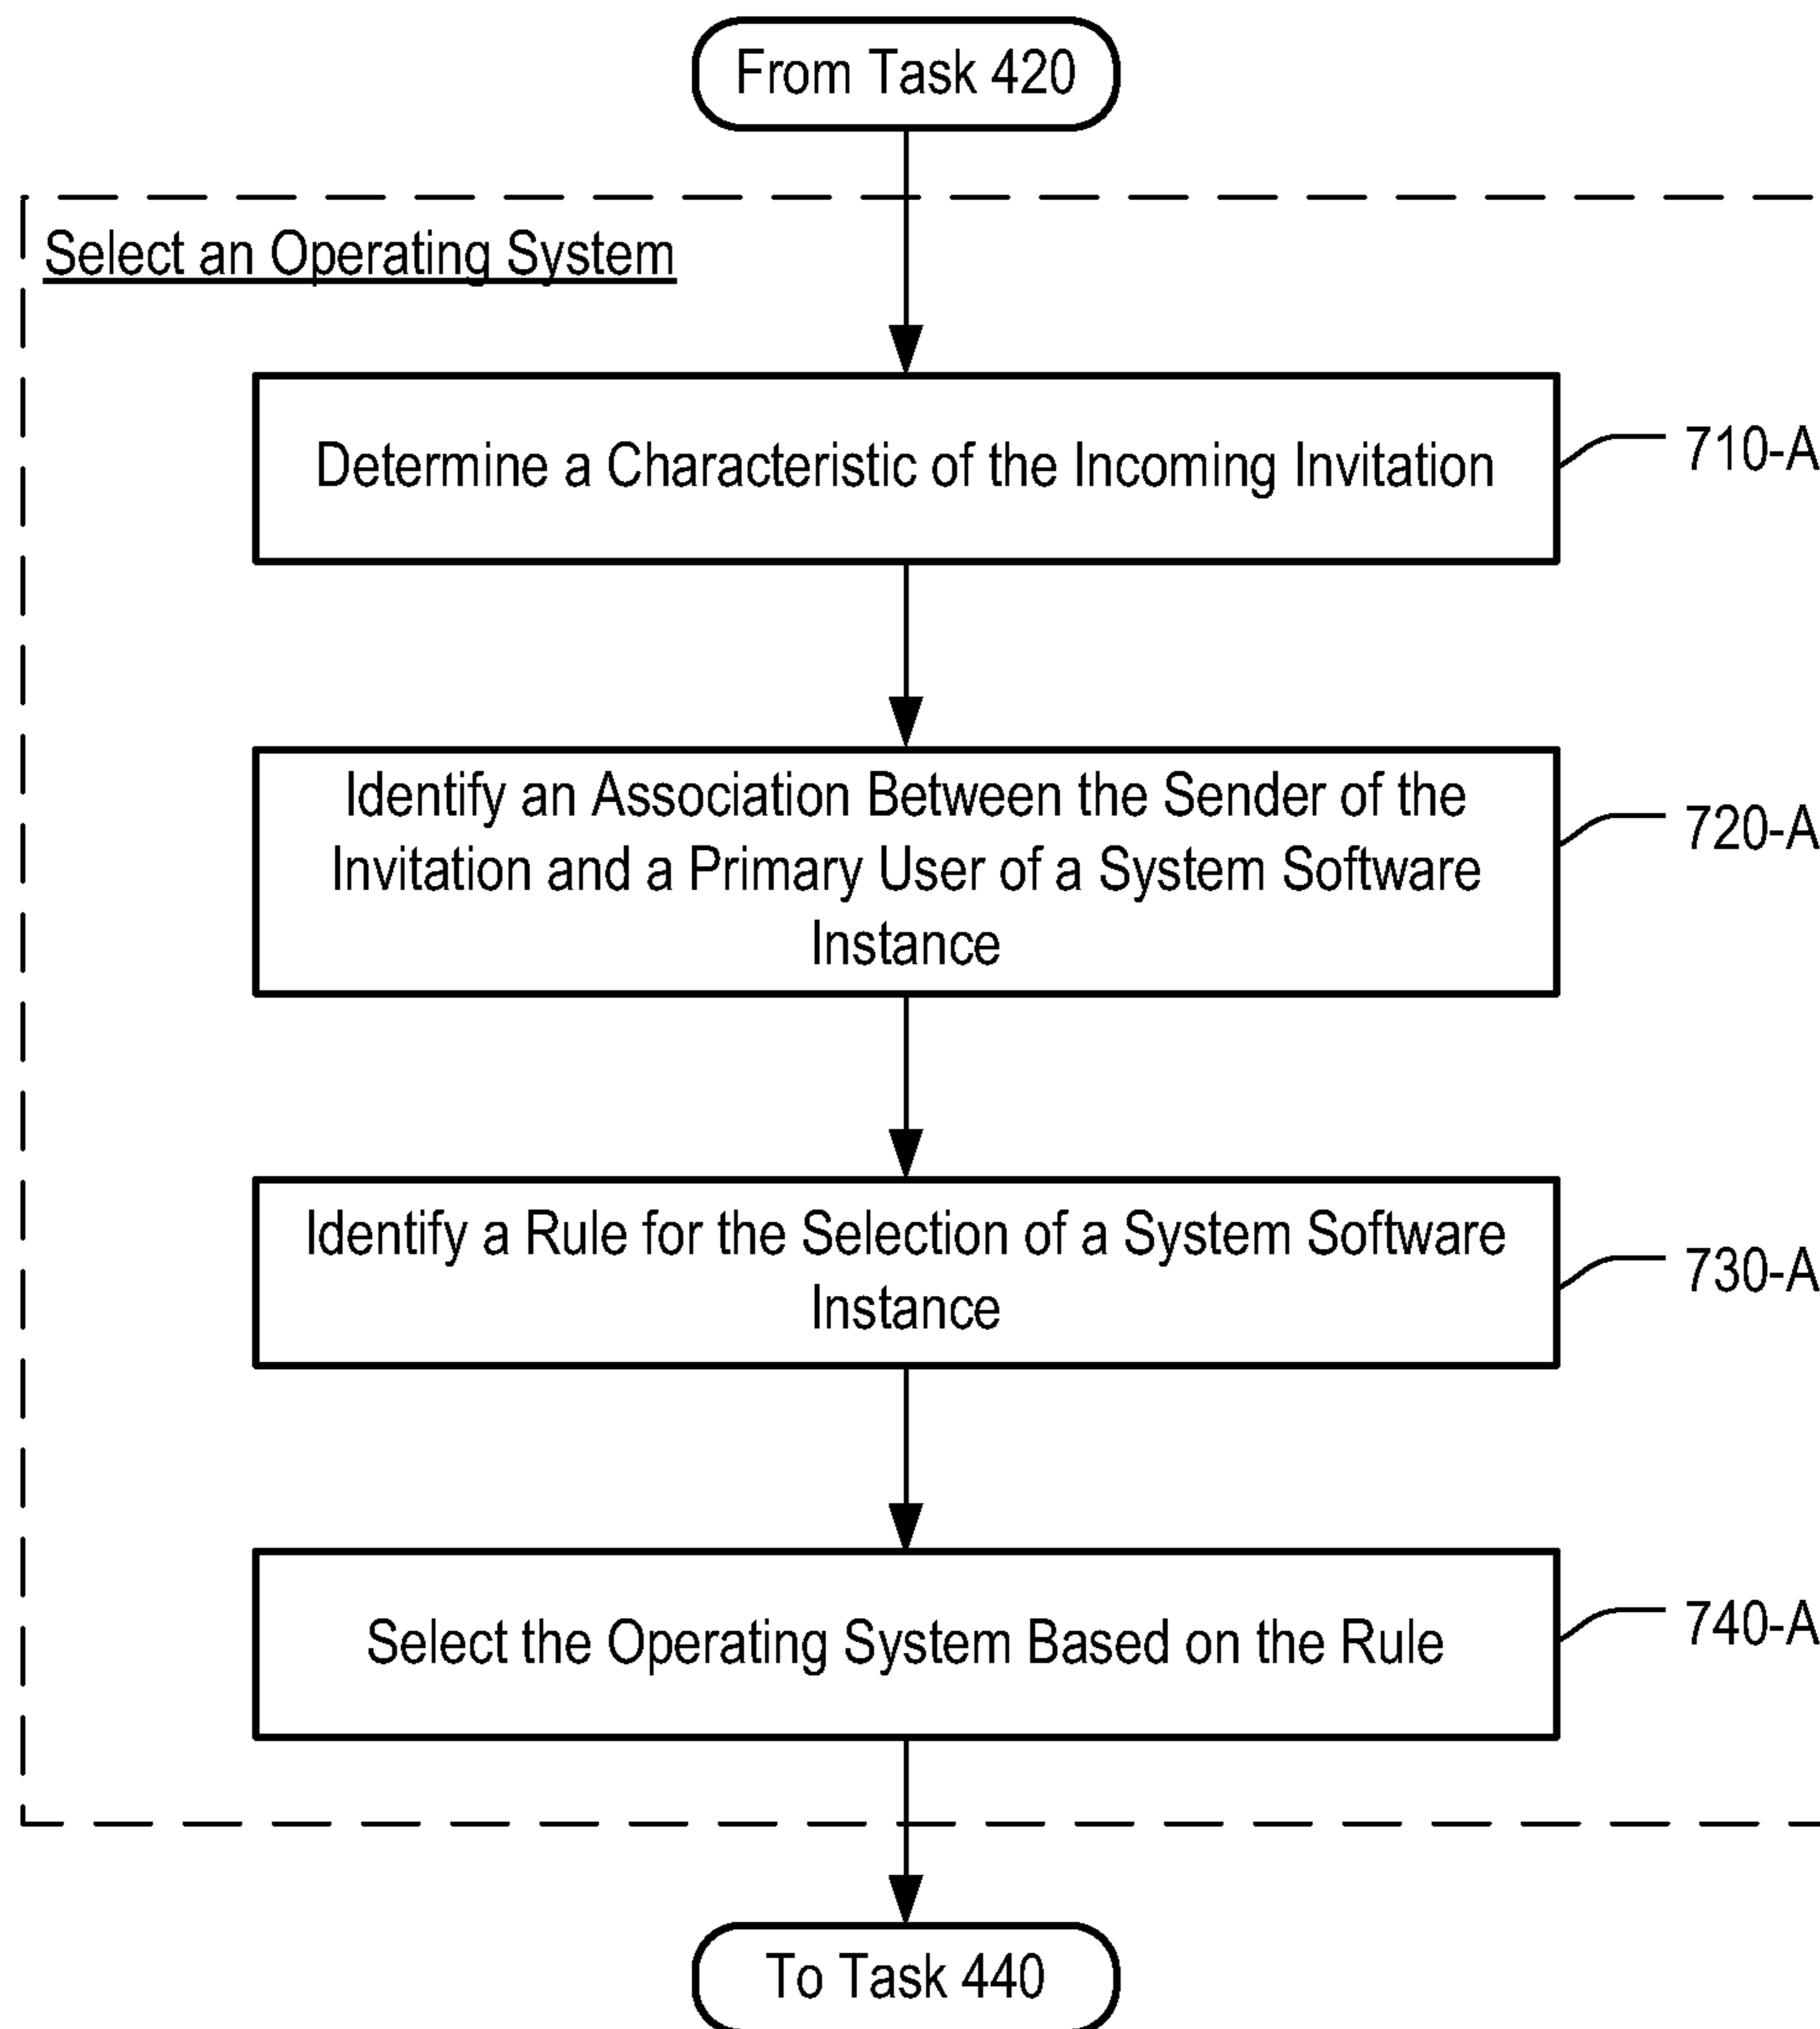 From Task 420
Select an Operating System
Determine a Characteristic of the Incoming Invitation
710-A
Identify an Association Between the Sender of the
Invitation and a Primary User of a System Software
Instance
720-A
Identify a Rule for the Selection of a System Software
Instance
730-A
Select the Operating System Based on the Rule
740-A
To Task 440